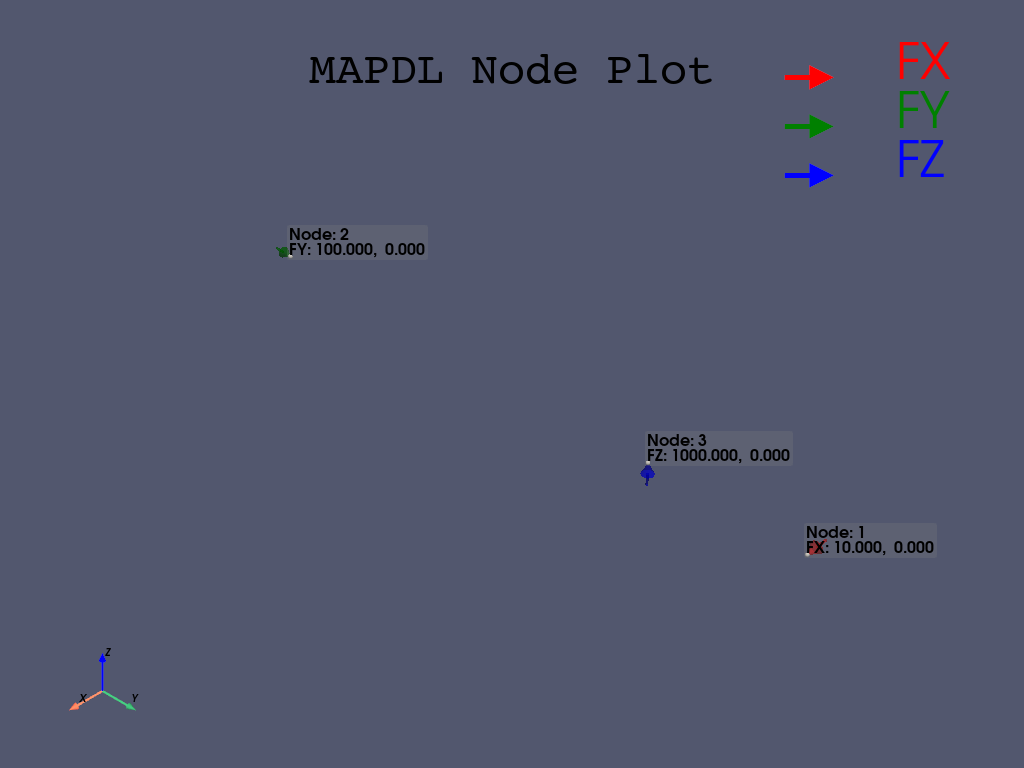 MAPDL Node Plot
FX
FY
FZ
Node: 2
FY: 100.000, 0.000
Node: 3
FZ: 1000.000, 0.000
Node: 1
FX: 10.000, 0.000
Z
X
Y